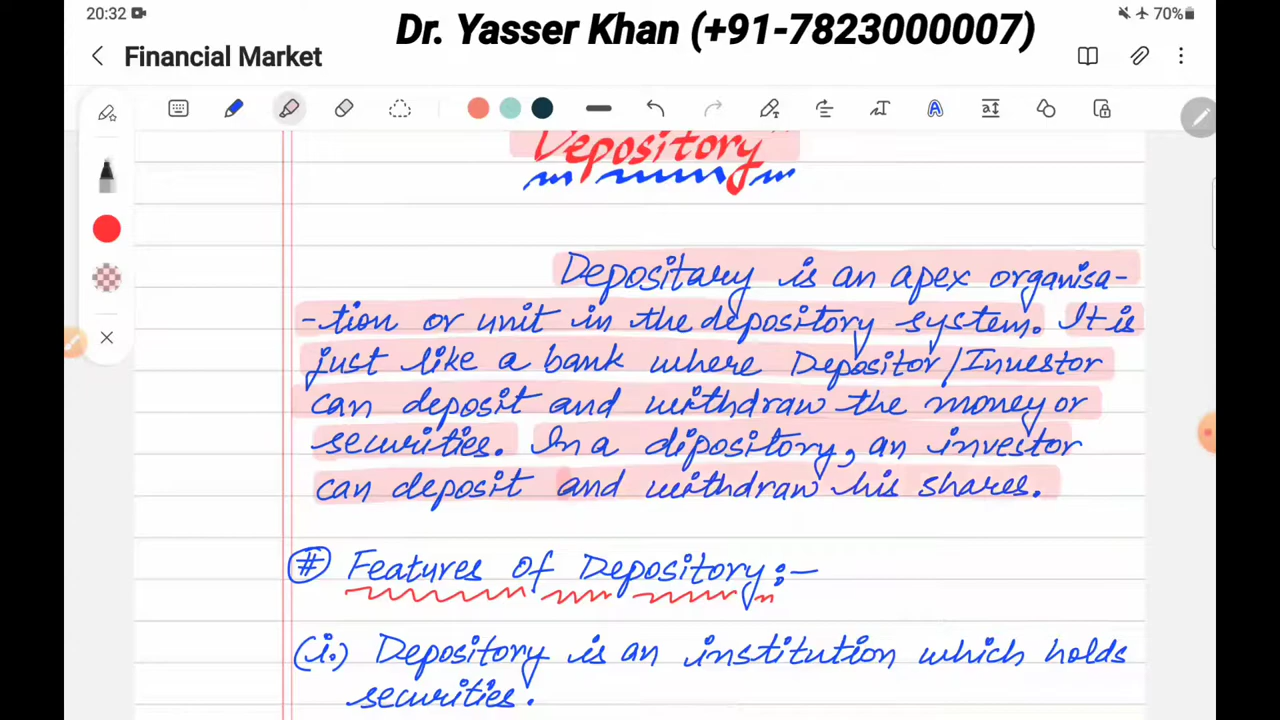 20:32
70%
Dr. Yasser Khan (+91-7823000007)
Financial Market
Depository
Depositary is an apex organisa-
-tion or unit in the depository system. It is
just like a bank where Depositor/Investor
can deposit and withdraw the money or
securities. In a dipository, an investor
can deposit and withdraw his shares.
# Features of Depository :-
(i.) Depository is an institution which holds
securities.